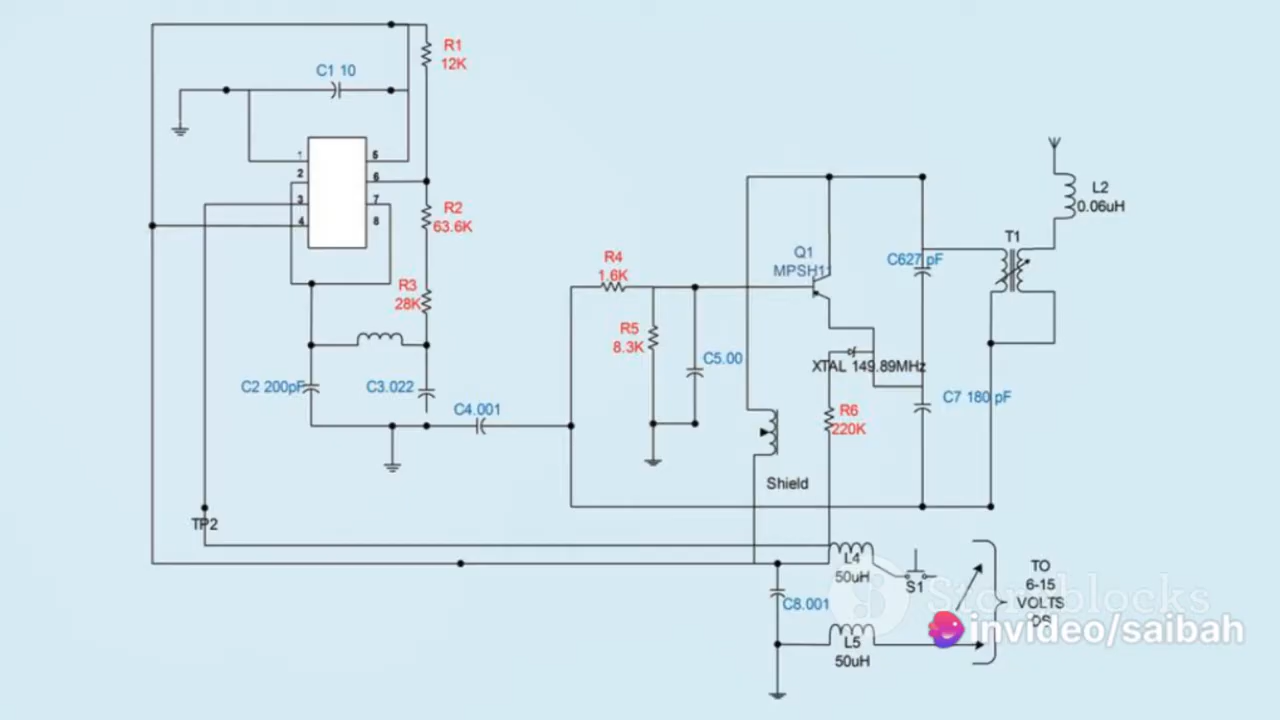 R1
12K
C1 10
1
2
3
4
5
6
7
8
R2
63.6K
R3
28K
C2 200pF
C3.022
C4.001
TP2
R4
1.6K
R5
8.3K
C5.00
Q1
MPSH11
XTAL 149.89MHz
R6
220K
Shield
C627 pF
C7 180 pF
T1
L2
0.06uH
L4
50uH
S1
C8.001
L5
50uH
TO
6-15
VOLTS
Storyblocks
invideo/saibah